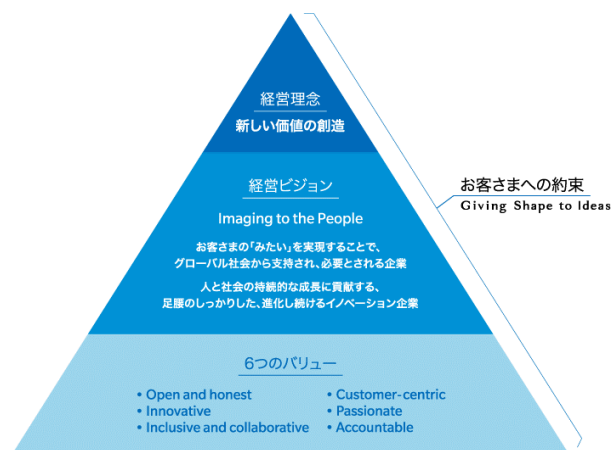 経営理念
新しい価値の創造
経営ビジョン
Imaging to the People
お客さまの「みたい」を実現することで、
グローバル社会から支持され、必要とされる企業
人と社会の持続的な成長に貢献する、
足腰のしっかりした、進化し続けるイノベーション企業
お客さまへの約束
Giving Shape to Ideas
6つのバリュー
• Open and honest
• Innovative
• Inclusive and collaborative
• Customer-centric
• Passionate
• Accountable